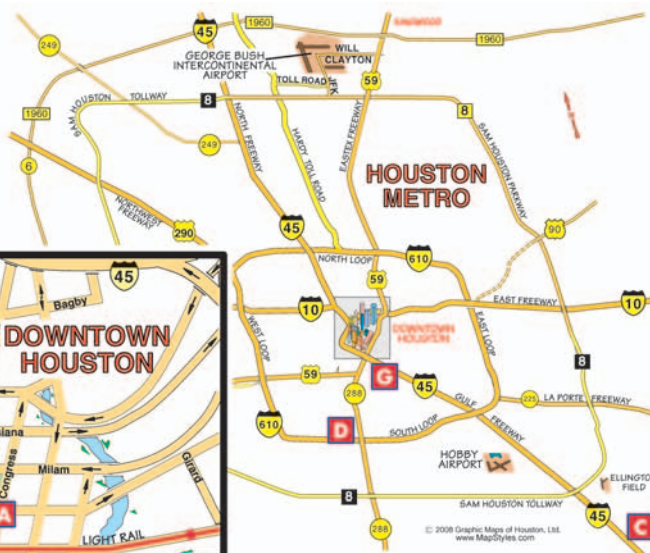 1960
45
249
GEORGE BUSH
INTERCONTINENTAL
AIRPORT
WILL
CLAYTON
1960
TOLL ROAD
JFK
59
SAM HOUSTON TOLLWAY
8
8
1960
NORTH FREEWAY
HARDY TOLL ROAD
EASTEX FREEWAY
SAM HOUSTON PARKWAY
249
6
HOUSTON
METRO
NORTHWEST
FREEWAY
290
45
90
NORTH LOOP
610
59
10
EAST FREEWAY
10
WEST LOOP
DOWNTOWN
HOUSTON
EAST LOOP
8
59
G
45
288
GULF FREEWAY
225
LA PORTE FREEWAY
610
D
SOUTH LOOP
HOBBY
AIRPORT
ELLINGTO
FIELD
8
SAM HOUSTON TOLLWAY
45
C
288
© 2008 Graphic Maps of Houston, Ltd.
www.MapStyles.com
45
Bagby
DOWNTOWN
HOUSTON
siana
Congress
Milam
Girard
A
LIGHT RAIL